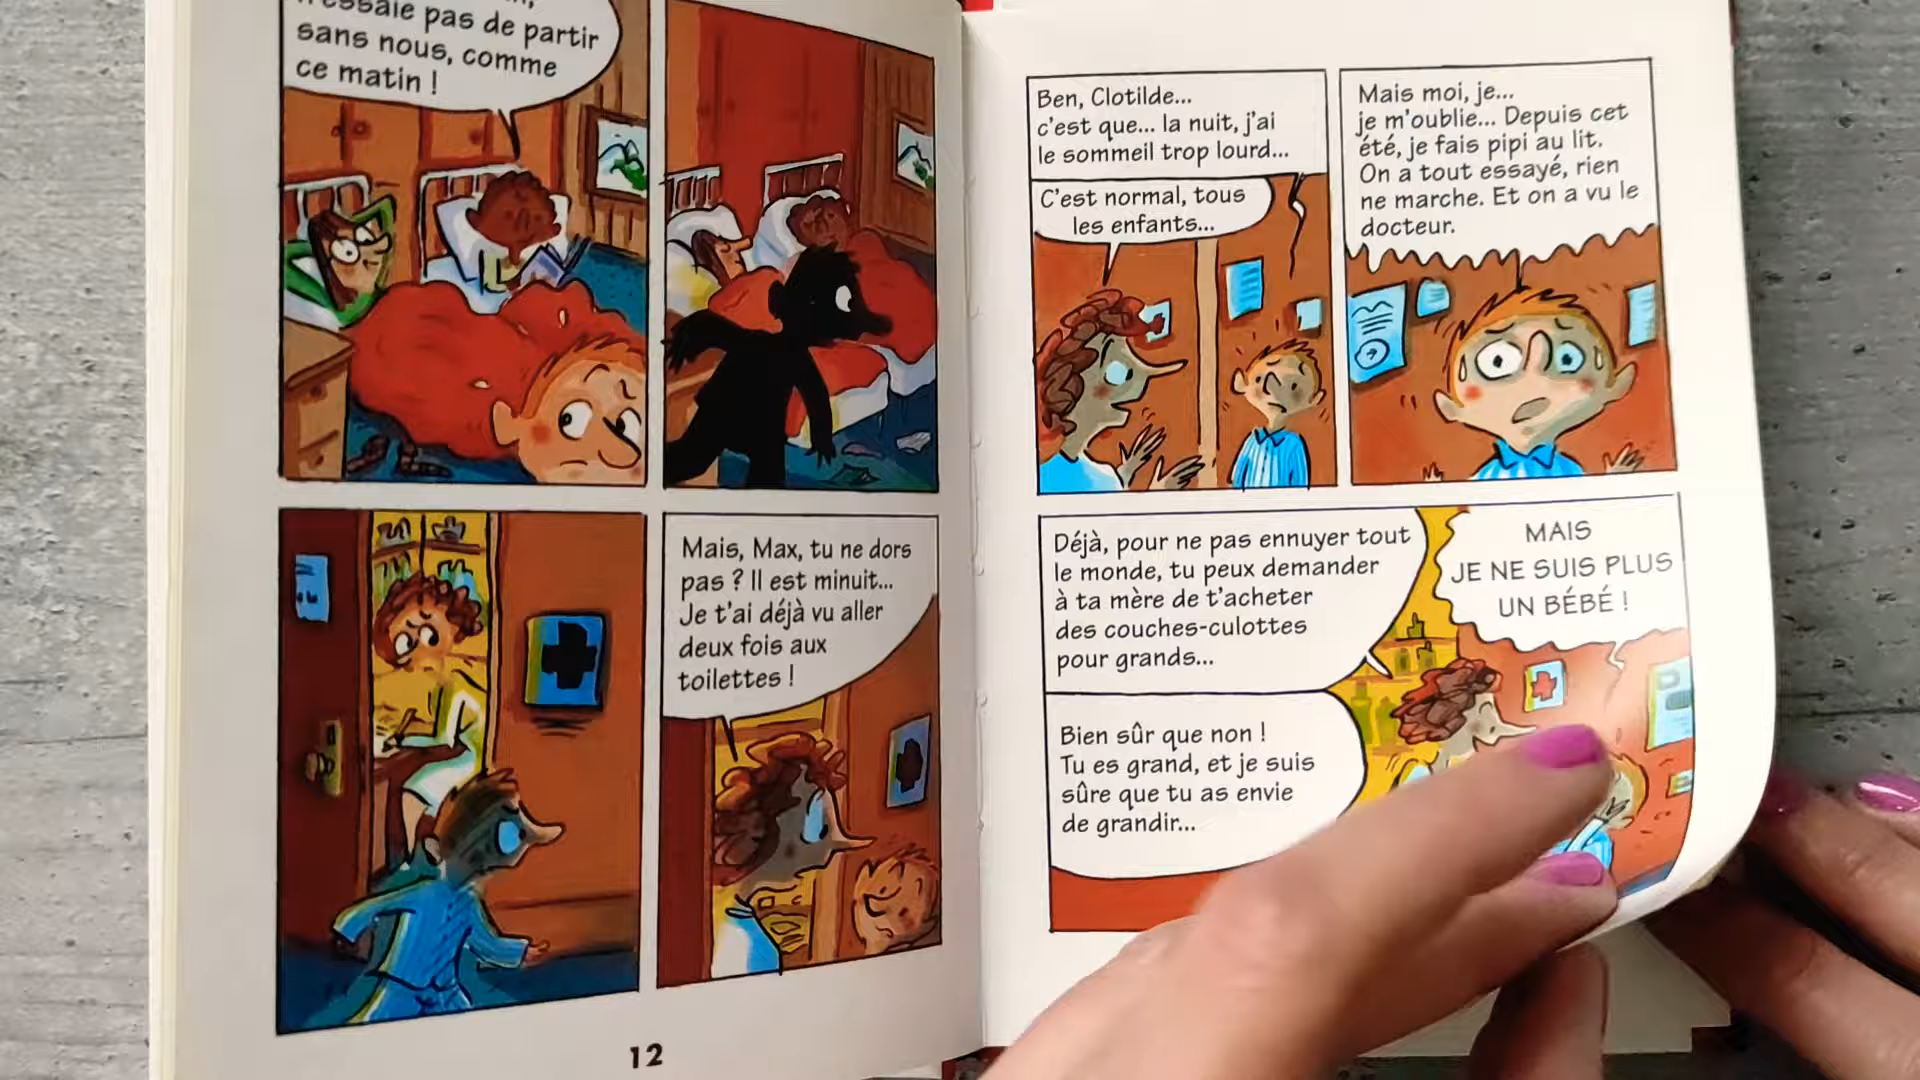 pas de partir
sans nous, comme
ce matin !
Mais, Max, tu ne dors
pas ? Il est minuit...
Je t'ai déjà vu aller
deux fois aux
toilettes !
12
Ben, Clotilde...
c'est que... la nuit, j'ai
le sommeil trop lourd...
C'est normal, tous
les enfants...
Mais moi, je...
je m'oublie... Depuis cet
été, je fais pipi au lit.
On a tout essayé, rien
ne marche. Et on a vu le
docteur.
Déjà, pour ne pas ennuyer tout
le monde, tu peux demander
à ta mère de t'acheter
des couches-culottes
pour grands...
MAIS
JE NE SUIS PLUS
UN BÉBÉ !
Bien sûr que non !
Tu es grand, et je suis
sûre que tu as envie
de grandir...